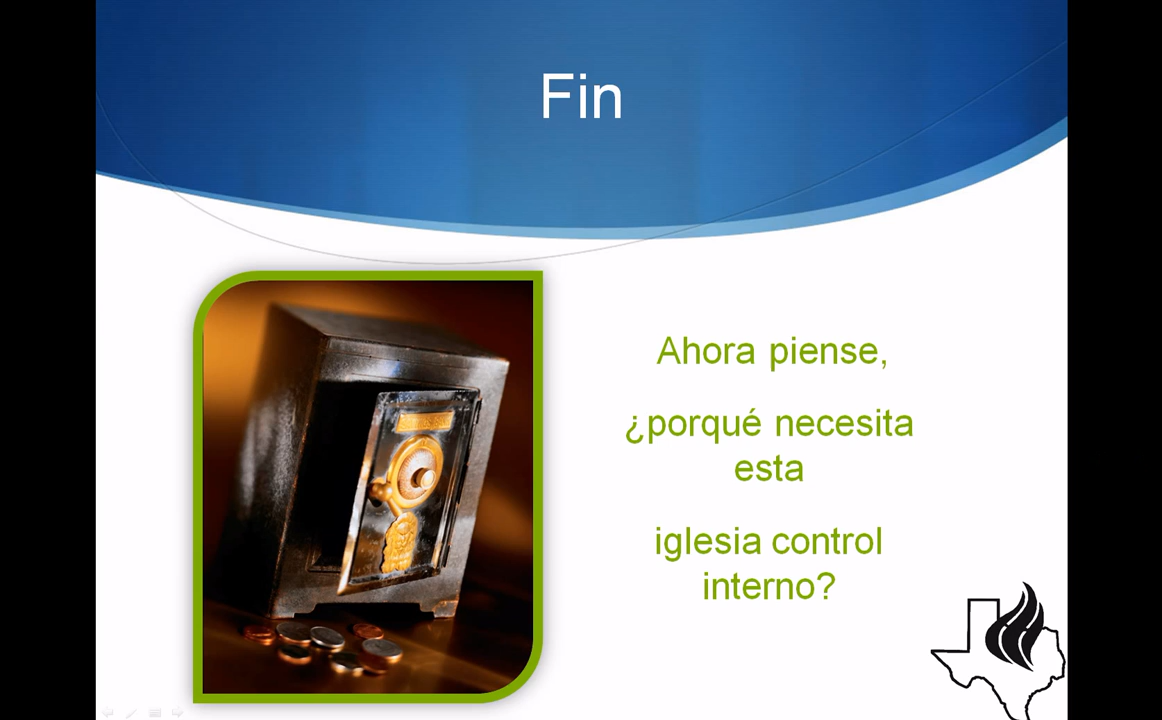 Fin
Ahora piense,
¿porqué necesita
esta
iglesia control
interno?